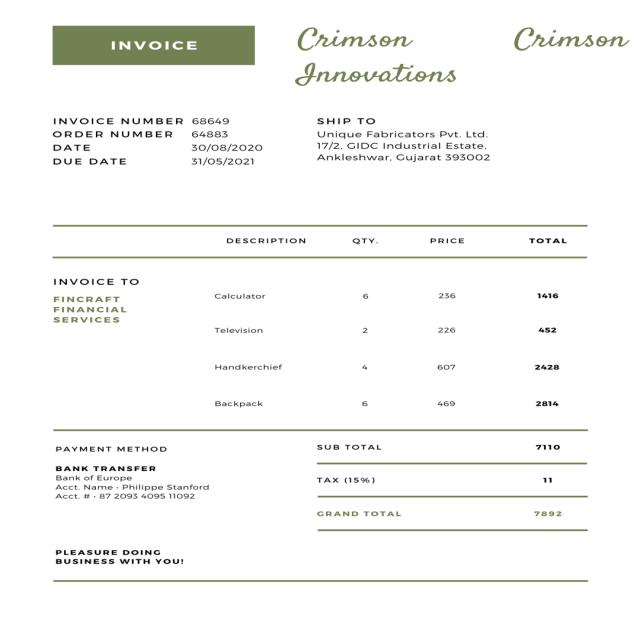 INVOICE
Crimson Crimson
Innovations
INVOICE NUMBER 68649
ORDER NUMBER 64883
DATE 30/08/2020
DUE DATE 31/05/2021
SHIP TO
Unique Fabricators Pvt. Ltd.
17/2, GIDC Industrial Estate,
Ankleshwar, Gujarat 393002
DESCRIPTION QTY. PRICE TOTAL
INVOICE TO
FINCRAFT
FINANCIAL
SERVICES
Calculator 6 236 1416
Television 2 226 452
Handkerchief 4 607 2428
Backpack 6 469 2814
PAYMENT METHOD
BANK TRANSFER
Bank of Europe
Acct. Name - Philippe Stanford
Acct. # - 87 2093 4095 11092
SUB TOTAL 7110
TAX (15%) 11
GRAND TOTAL 7892
PLEASURE DOING
BUSINESS WITH YOU!